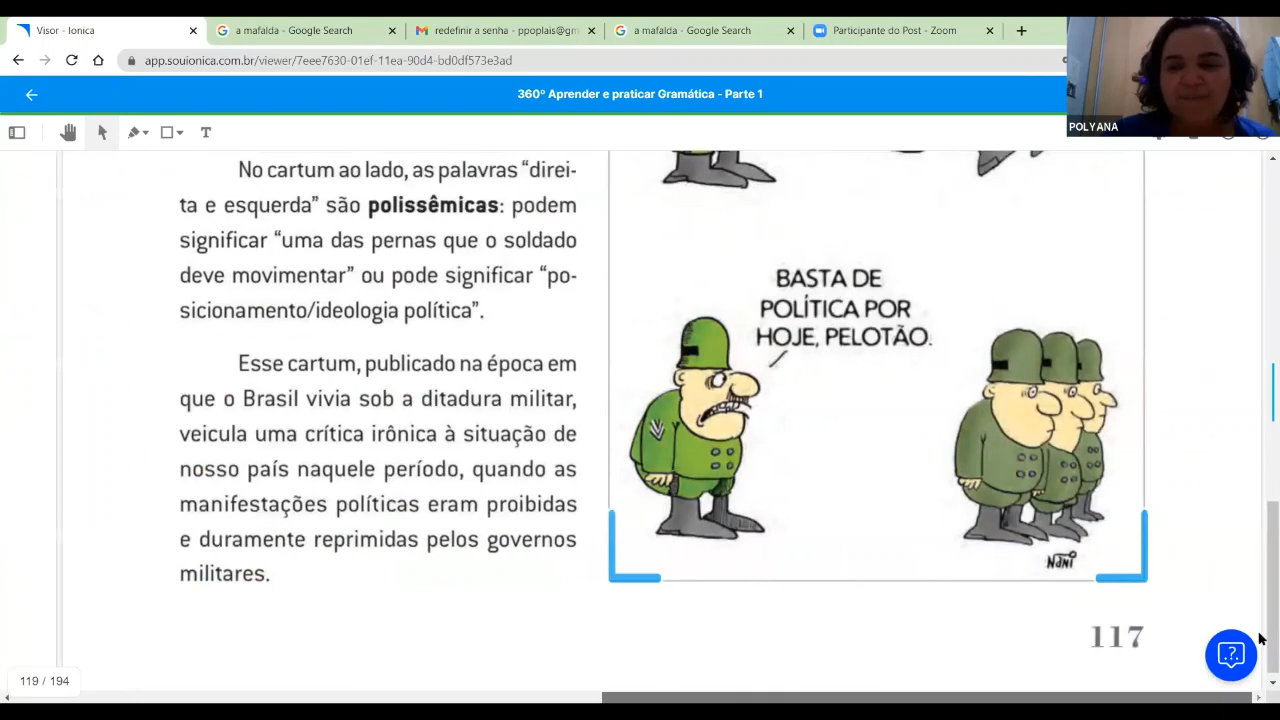 Visor - Ionica
a mafalda - Google Search
redefinir a senha - ppoplais@gm
a mafalda - Google Search
Participante do Post - Zoom
app.souionica.com.br/viewer/7eee7630-01ef-11ea-90d4-bd0df573e3ad
360º Aprender e praticar Gramática - Parte 1
POLYANA
T
No cartum ao lado, as palavras “direi-
ta e esquerda” são polissêmicas: podem
significar “uma das pernas que o soldado
deve movimentar” ou pode significar “po-
sicionamento/ideologia política”.
Esse cartum, publicado na época em
que o Brasil vivia sob a ditadura militar,
veicula uma crítica irônica à situação de
nosso país naquele período, quando as
manifestações políticas eram proibidas
e duramente reprimidas pelos governos
militares.
BASTA DE
POLÍTICA POR
HOJE, PELOTÃO.
Nani
117
119 / 194